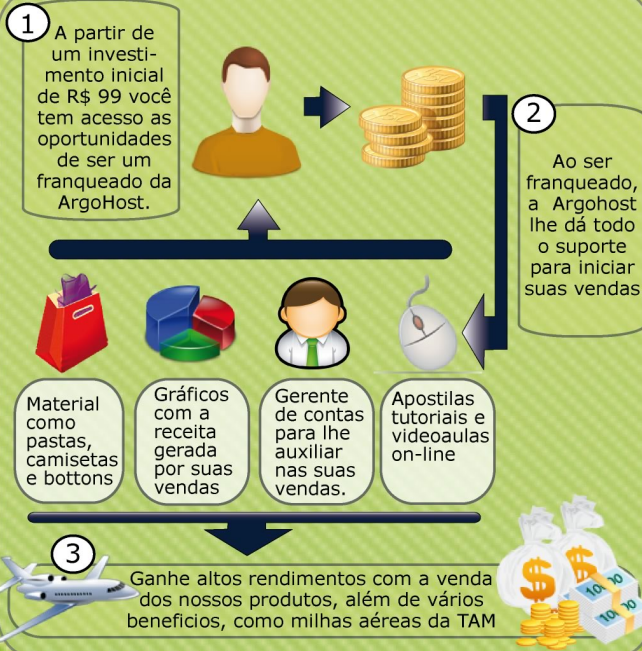 1
A partir de
um investi-
mento inicial
de R$ 99 você
tem acesso as
oportunidades
de ser um
franqueado da
ArgoHost.
2
Ao ser
franqueado,
a Argohost
lhe dá todo
o suporte
para iniciar
suas vendas
Material
como
pastas,
camisetas
e bottons
Gráficos
com a
receita
gerada
por suas
vendas
Gerente
de contas
para lhe
auxiliar
nas suas
vendas.
Apostilas
tutoriais e
videoaulas
on-line
3
Ganhe altos rendimentos com a venda
dos nossos produtos, além de vários
beneficios, como milhas aéreas da TAM
$
$